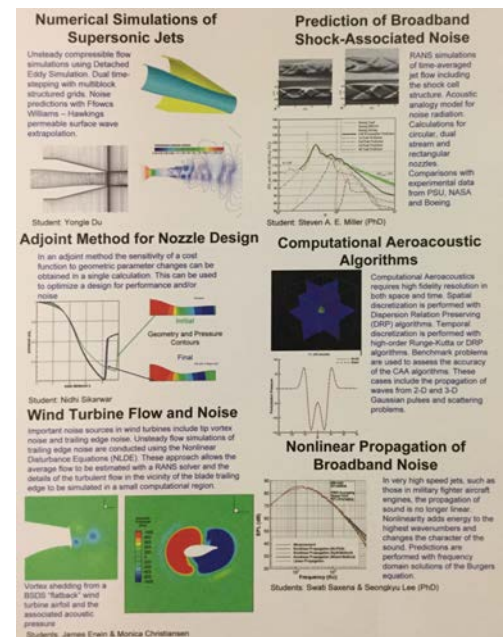 Numerical Simulations of
Supersonic Jets
Unsteady compressible flow
simulations using Detached
Eddy Simulation. Dual time-
stepping with multiblock
structured grids. Noise
predictions with Ffowcs
Williams – Hawkings
permeable surface wave
extrapolation.
Student: Yongle Du
Prediction of Broadband
Shock-Associated Noise
RANS simulations
of time-averaged
jet flow including
the shock cell
structure. Acoustic
analogy model for
noise radiation.
Calculations for
circular, dual
stream and
rectangular
nozzles.
Comparisons with
experimental data
from PSU, NASA
and Boeing.
Student: Steven A. E. Miller (PhD)
Adjoint Method for Nozzle Design
In an adjoint method the sensitivity of a cost
function to geometric parameter changes can be
obtained in a single calculation. This can be used
to optimize a design for performance and/or
noise
Initial
Geometry and Pressure
Contours
Final
Student: Nidhi Sikarwar
Computational Aeroacoustic
Algorithms
Computational Aeroacoustics
requires high fidelity resolution in
both space and time. Spatial
discretization is performed with
Dispersion Relation Preserving
(DRP) algorithms. Temporal
discretization is performed with
high-order Runge-Kutta or DRP
algorithms. Benchmark problems
are used to assess the accuracy
of the CAA algorithms. These
cases include the propagation of
waves from 2-D and 3-D
Gaussian pulses and scattering
problems.
Wind Turbine Flow and Noise
Important noise sources in wind turbines include tip vortex
noise and trailing edge noise. Unsteady flow simulations of
trailing edge noise are conducted using the Nonlinear
Disturbance Equations (NLDE). These approach allows the
average flow to be estimated with a RANS solver and the
details of the turbulent flow in the vicinity of the blade trailing
edge to be simulated in a small computational region.
Vortex shedding from a
BSDS "flatback" wind
turbine airfoil and the
associated acoustic
pressure
Students: James Erwin & Monica Christiansen
Nonlinear Propagation of
Broadband Noise
SPL (dB)
Frequency (Hz)
In very high speed jets, such as
those in military fighter aircraft
engines, the propagation of
sound is no longer linear.
Nonlinearity adds energy to the
highest wavenumbers and
changes the character of the
sound. Predictions are
performed with frequency
domain solutions of the Burgers
equation.
Students: Swati Saxena & Seongkyu Lee (PhD)